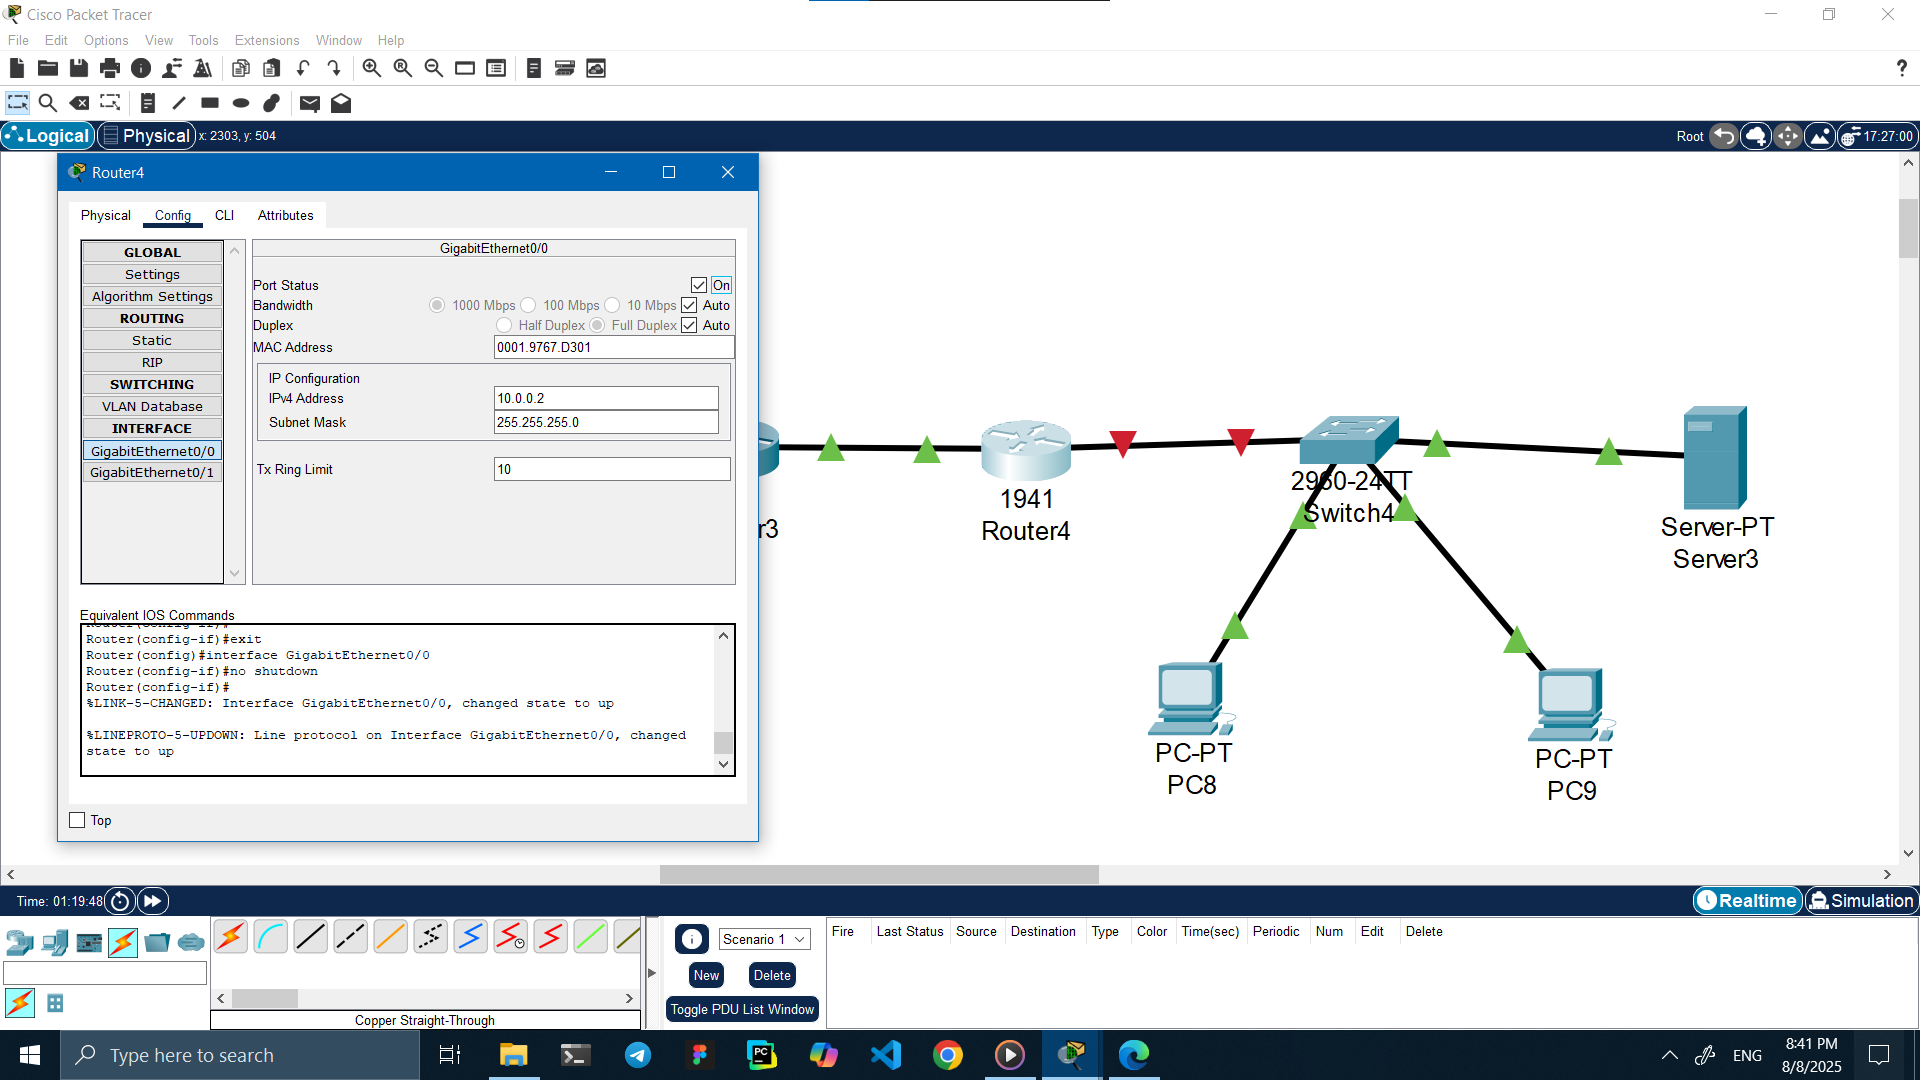 Cisco Packet Tracer
File Edit Options View Tools Extensions Window Help
?
Logical Physical x: 2303, y: 504
Root 17:27:00
Router4
Physical Config CLI Attributes
GLOBAL
Settings
Algorithm Settings
ROUTING
Static
RIP
SWITCHING
VLAN Database
INTERFACE
GigabitEthernet0/0
GigabitEthernet0/1
GigabitEthernet0/0
Port Status On
Bandwidth 1000 Mbps 100 Mbps 10 Mbps Auto
Duplex Half Duplex Full Duplex Auto
MAC Address 0001.9767.D301
IP Configuration
IPv4 Address 10.0.0.2
Subnet Mask 255.255.255.0
Tx Ring Limit 10
Equivalent IOS Commands
Router(config-if)#
Router(config-if)#exit
Router(config)#interface GigabitEthernet0/0
Router(config-if)#no shutdown
Router(config-if)#
%LINK-5-CHANGED: Interface GigabitEthernet0/0, changed state to up
%LINEPROTO-5-UPDOWN: Line protocol on Interface GigabitEthernet0/0, changed
state to up
Top
r3
1941
Router4
2960-24TT
Switch4
Server-PT
Server3
PC-PT
PC8
PC-PT
PC9
Time: 01:19:48
Realtime Simulation
Scenario 1
New Delete
Toggle PDU List Window
Fire Last Status Source Destination Type Color Time(sec) Periodic Num Edit Delete
Copper Straight-Through
Type here to search
PC
ENG
8:41 PM
8/8/2025